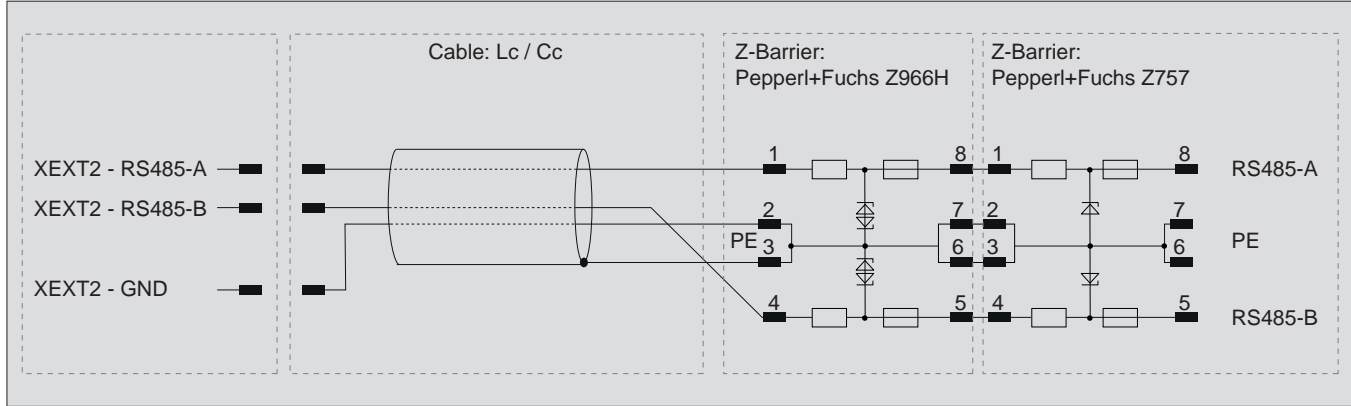 Cable: Lc / Cc
Z-Barrier:
Pepperl+Fuchs Z966H
Z-Barrier:
Pepperl+Fuchs Z757
XEXT2 - RS485-A
1
8
1
8
RS485-A
XEXT2 - RS485-B
2
7
2
7
PE
3
6
3
6
PE
XEXT2 - GND
4
5
4
5
RS485-B